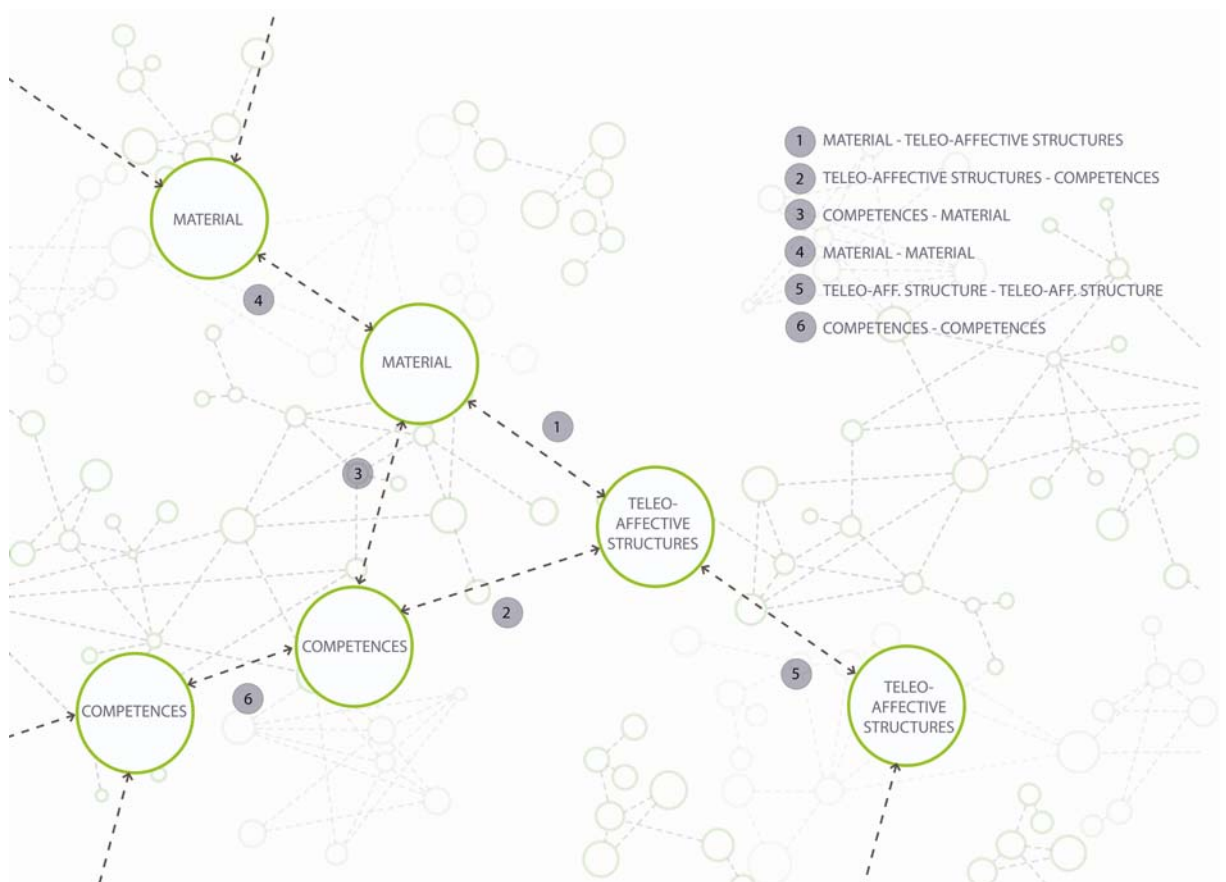 1 MATERIAL - TELEO-AFFECTIVE STRUCTURES
2 TELEO-AFFECTIVE STRUCTURES - COMPETENCES
3 COMPETENCES - MATERIAL
4 MATERIAL - MATERIAL
5 TELEO-AFF. STRUCTURE - TELEO-AFF. STRUCTURE
6 COMPETENCES - COMPETENCES
MATERIAL
4
MATERIAL
1
3
TELEO-
AFFECTIVE
STRUCTURES
2
COMPETENCES
6
COMPETENCES
5
TELEO-
AFFECTIVE
STRUCTURES